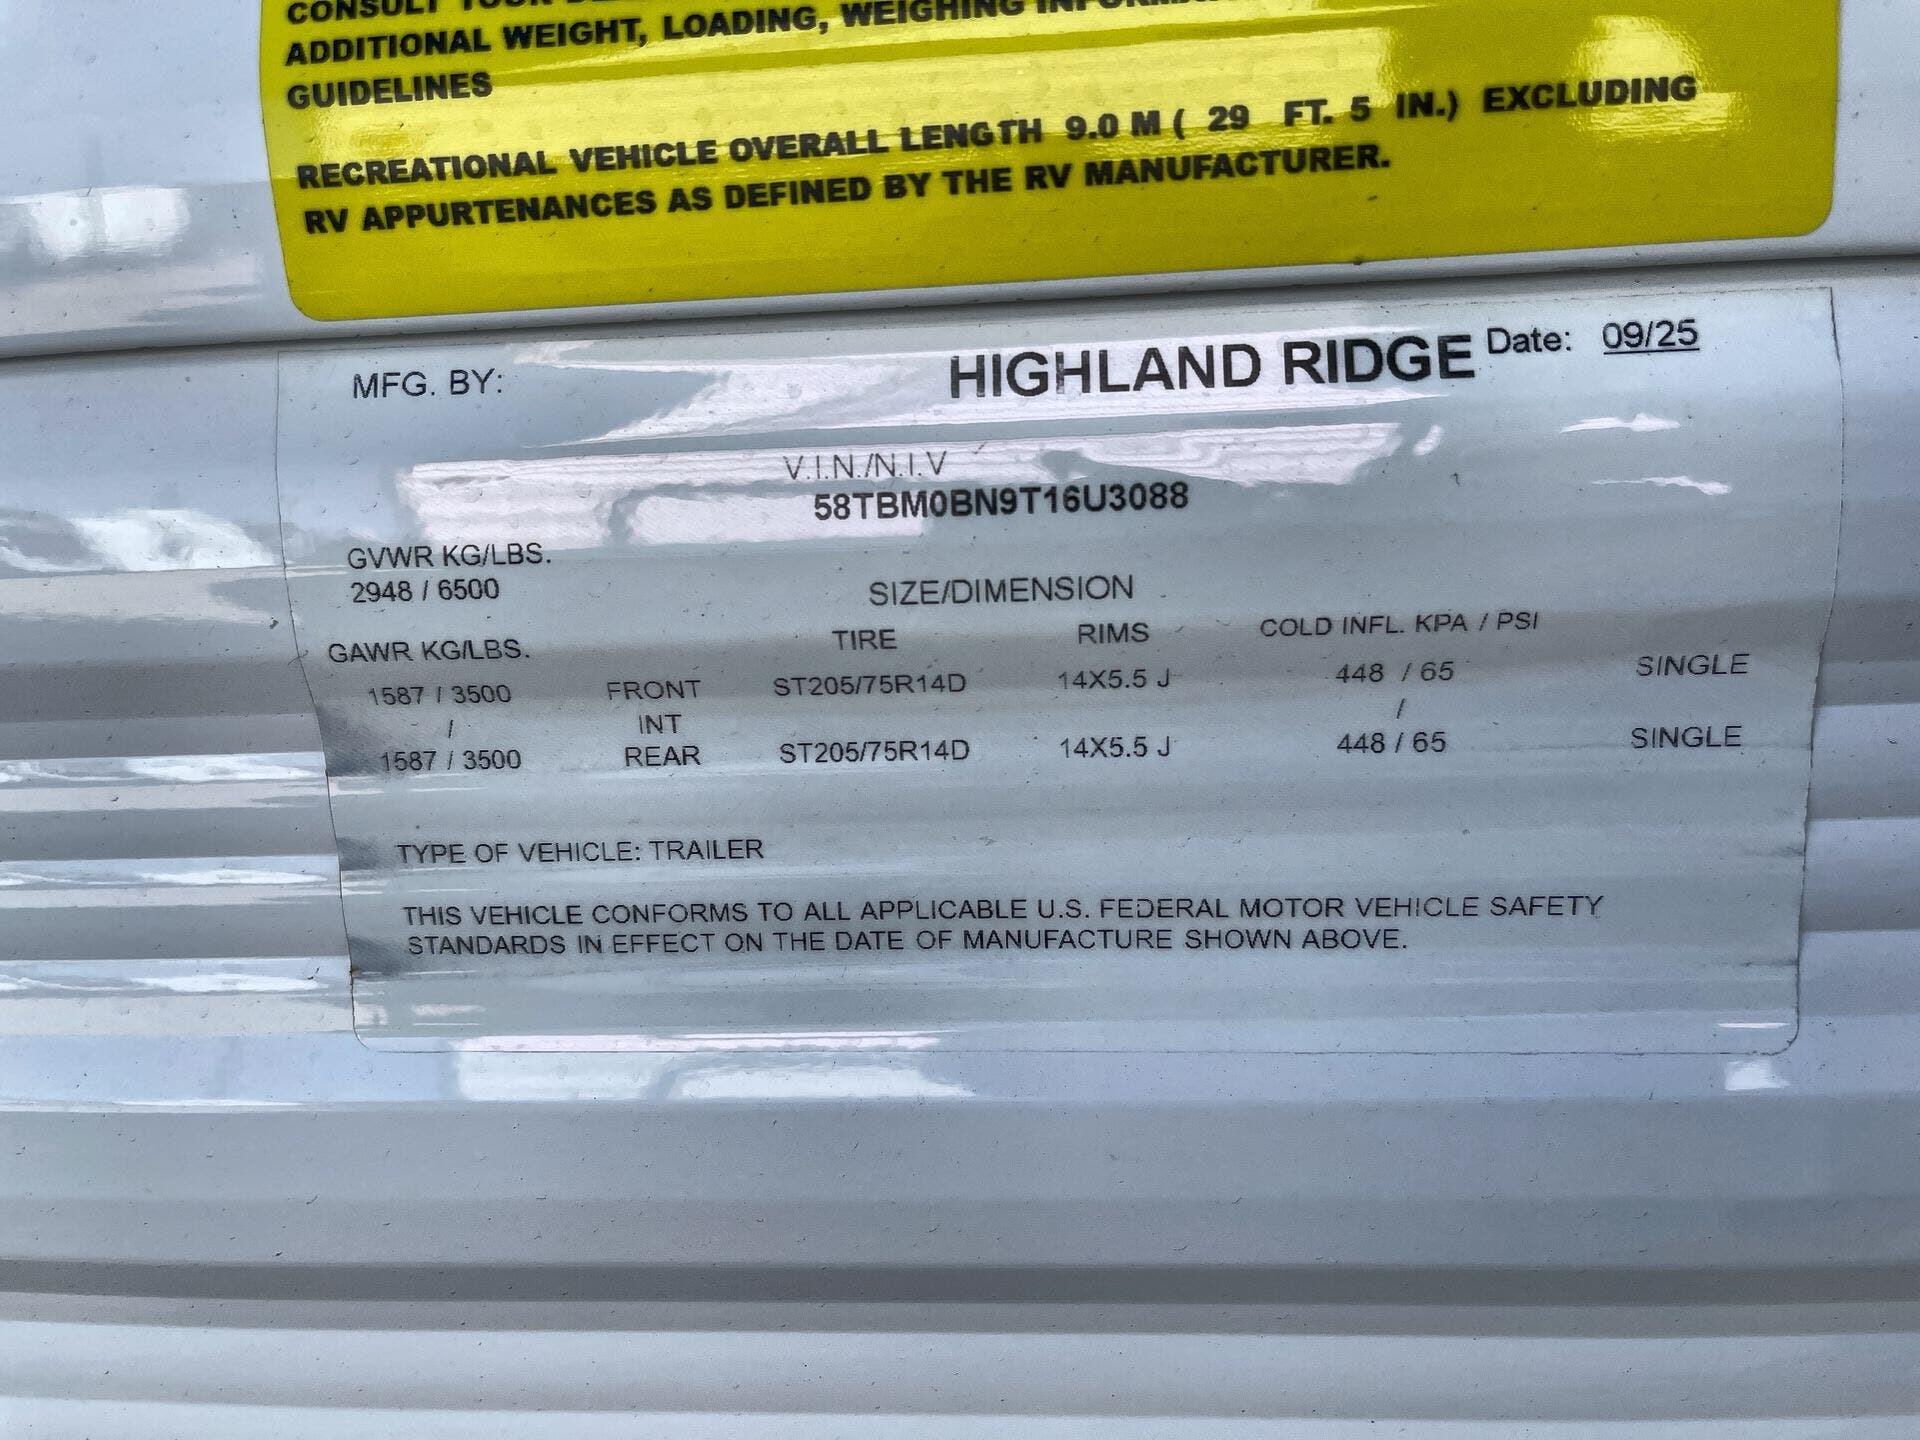 CONSULT YOUR
ADDITIONAL WEIGHT, LOADING, WEIGHING
GUIDELINES
RECREATIONAL VEHICLE OVERALL LENGTH 9.0 M ( 29 FT. 5 IN.) EXCLUDING
RV APPURTENANCES AS DEFINED BY THE RV MANUFACTURER.
MFG. BY: HIGHLAND RIDGE Date: 09/25
V.I.N./N.I.V
58TBM0BN9T16U3088
GVWR KG/LBS.
2948 / 6500
SIZE/DIMENSION
GAWR KG/LBS. TIRE RIMS COLD INFL. KPA / PSI
1587 / 3500 FRONT ST205/75R14D 14X5.5 J 448 / 65 SINGLE
/ INT /
1587 / 3500 REAR ST205/75R14D 14X5.5 J 448 / 65 SINGLE
TYPE OF VEHICLE: TRAILER
THIS VEHICLE CONFORMS TO ALL APPLICABLE U.S. FEDERAL MOTOR VEHICLE SAFETY
STANDARDS IN EFFECT ON THE DATE OF MANUFACTURE SHOWN ABOVE.